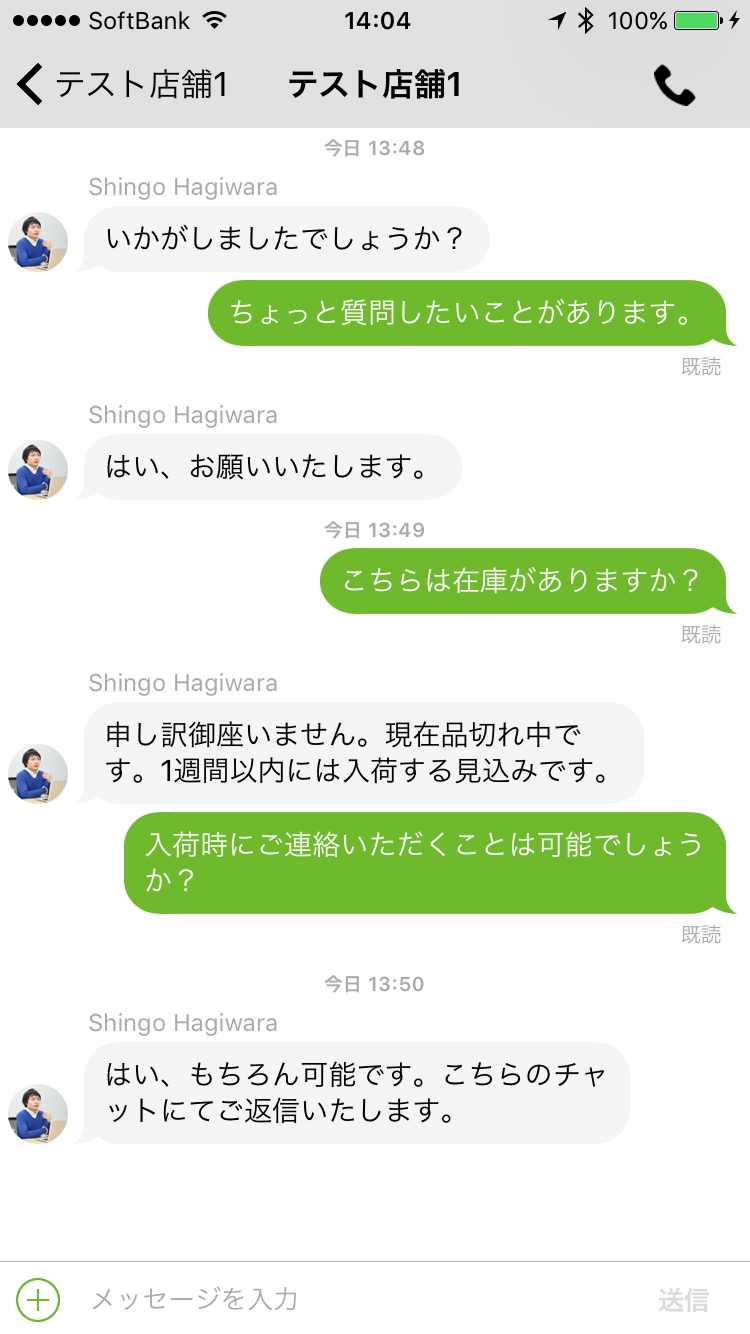 SoftBank 14:04 100%
テスト店舗1 テスト店舗1
今日 13:48
Shingo Hagiwara
いかがしましたでしょうか？
ちょっと質問したいことがあります。
既読
Shingo Hagiwara
はい、お願いいたします。
今日 13:49
こちらは在庫がありますか？
既読
Shingo Hagiwara
申し訳御座いません。現在品切れ中で
す。1週間以内には入荷する見込みです。
入荷時にご連絡いただくことは可能でしょう
か？
既読
今日 13:50
Shingo Hagiwara
はい、もちろん可能です。こちらのチャ
ットにてご返信いたします。
メッセージを入力 送信